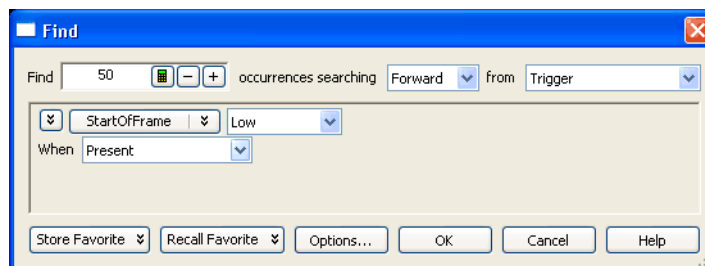 Find
Find 50 − + occurrences searching Forward from Trigger
StartOfFrame Low
When Present
Store Favorite Recall Favorite Options... OK Cancel Help